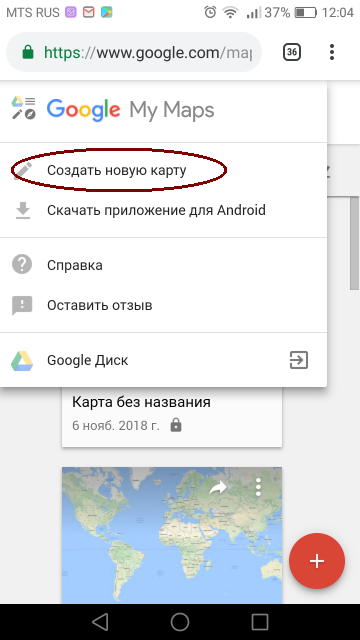 MTS RUS 37% 12:04
https://www.google.com/map
36
Google My Maps
Создать новую карту
Скачать приложение для Android
Справка
Оставить отзыв
Google Диск
Карта без названия
6 нояб. 2018 г.